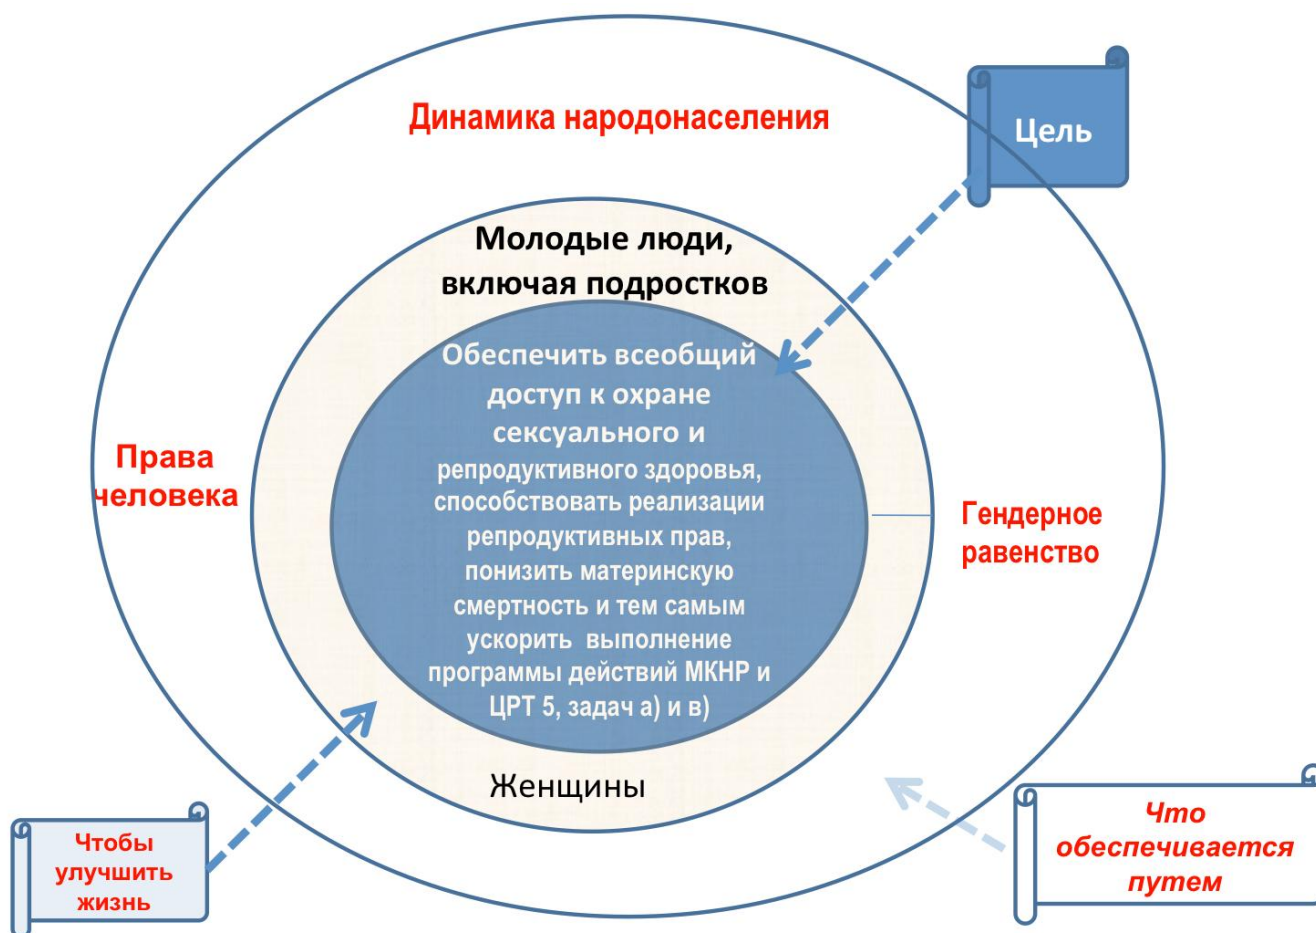 Динамика народонаселения
Цель
Молодые люди,
включая подростков
Обеспечить всеобщий
доступ к охране
сексуального и
репродуктивного здоровья,
способствовать реализации
репродуктивных прав,
понизить материнскую
смертность и тем самым
ускорить выполнение
программы действий МКНР и
ЦРТ 5, задач а) и в)
Права
человека
Гендерное
равенство
Женщины
Чтобы
улучшить
жизнь
Что
обеспечивается
путем